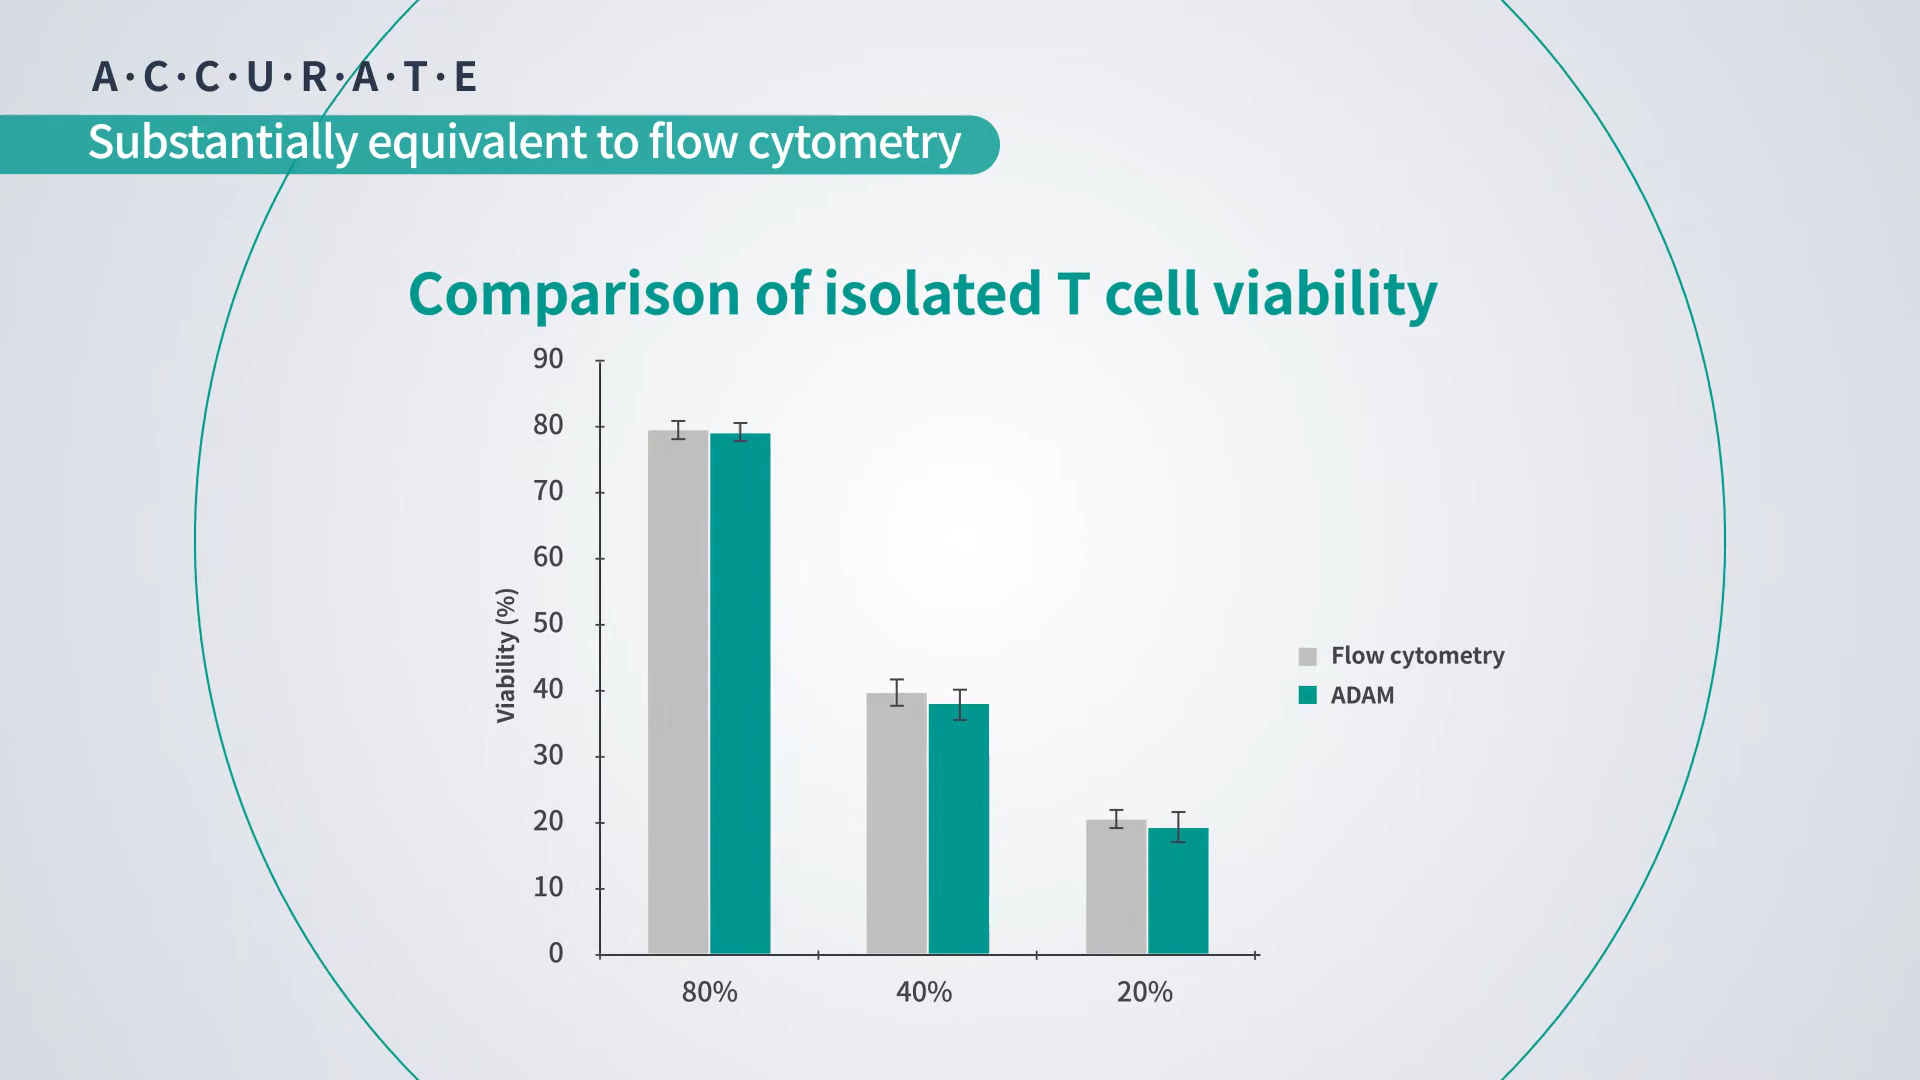 A·C·C·U·R·A·T·E
Substantially equivalent to flow cytometry
Comparison of isolated T cell viability
90
80
70
60
50
40
30
20
10
0
Viability (%)
80%
40%
20%
Flow cytometry
ADAM